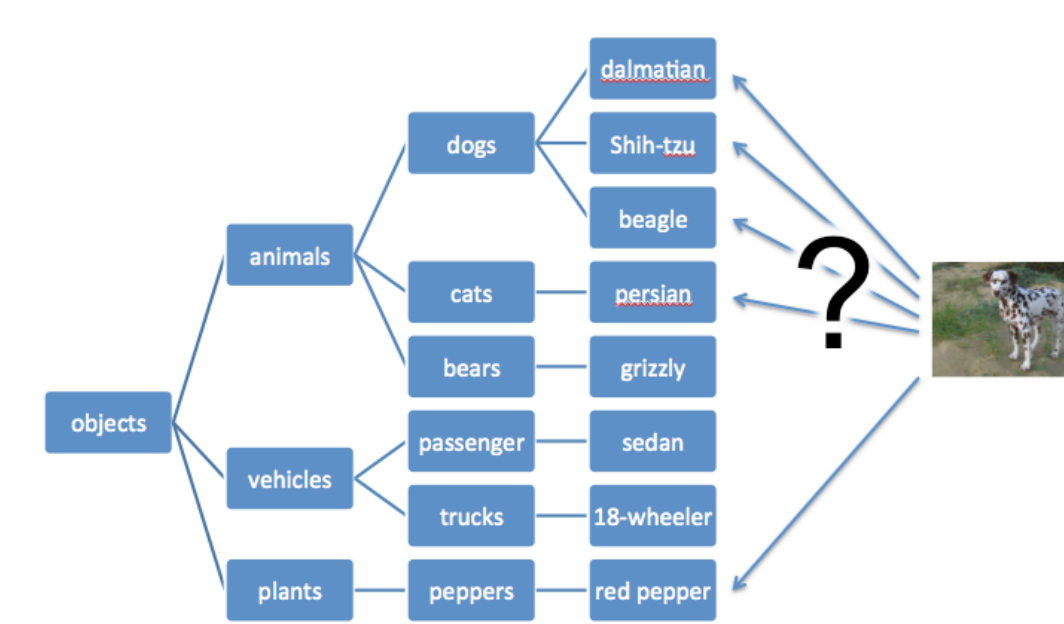 dalmatian
dogs
Shih-tzu
beagle
animals
cats
persian
?
bears
grizzly
objects
passenger
sedan
vehicles
trucks
18-wheeler
plants
peppers
red pepper